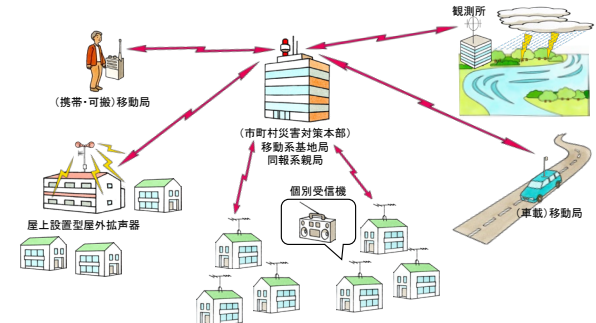 観測所
(携帯・可搬)移動局
(市町村災害対策本部)
移動系基地局
同報系親局
個別受信機
(車載)移動局
屋上設置型屋外拡声器